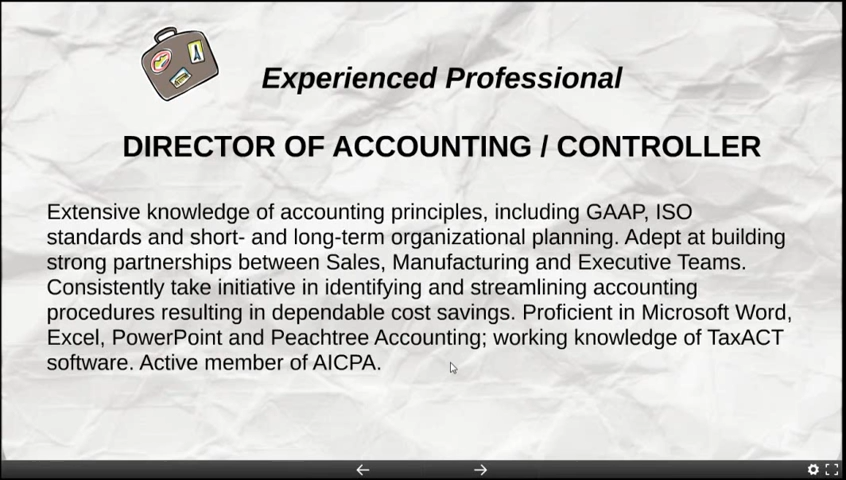 Experienced Professional
DIRECTOR OF ACCOUNTING / CONTROLLER
Extensive knowledge of accounting principles, including GAAP, ISO
standards and short- and long-term organizational planning. Adept at building
strong partnerships between Sales, Manufacturing and Executive Teams.
Consistently take initiative in identifying and streamlining accounting
procedures resulting in dependable cost savings. Proficient in Microsoft Word,
Excel, PowerPoint and Peachtree Accounting; working knowledge of TaxACT
software. Active member of AICPA.